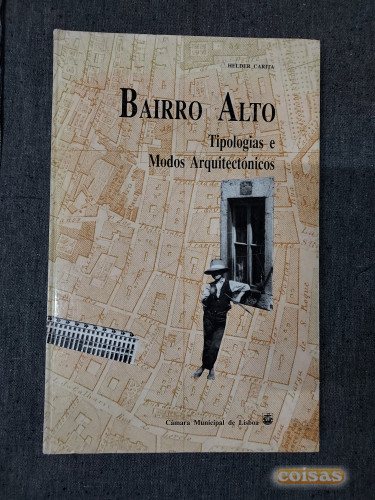 HELDER CARITA
BAIRRO ALTO
Tipologias e
Modos Arquitectónicos
Câmara Municipal de Lisboa
coisas